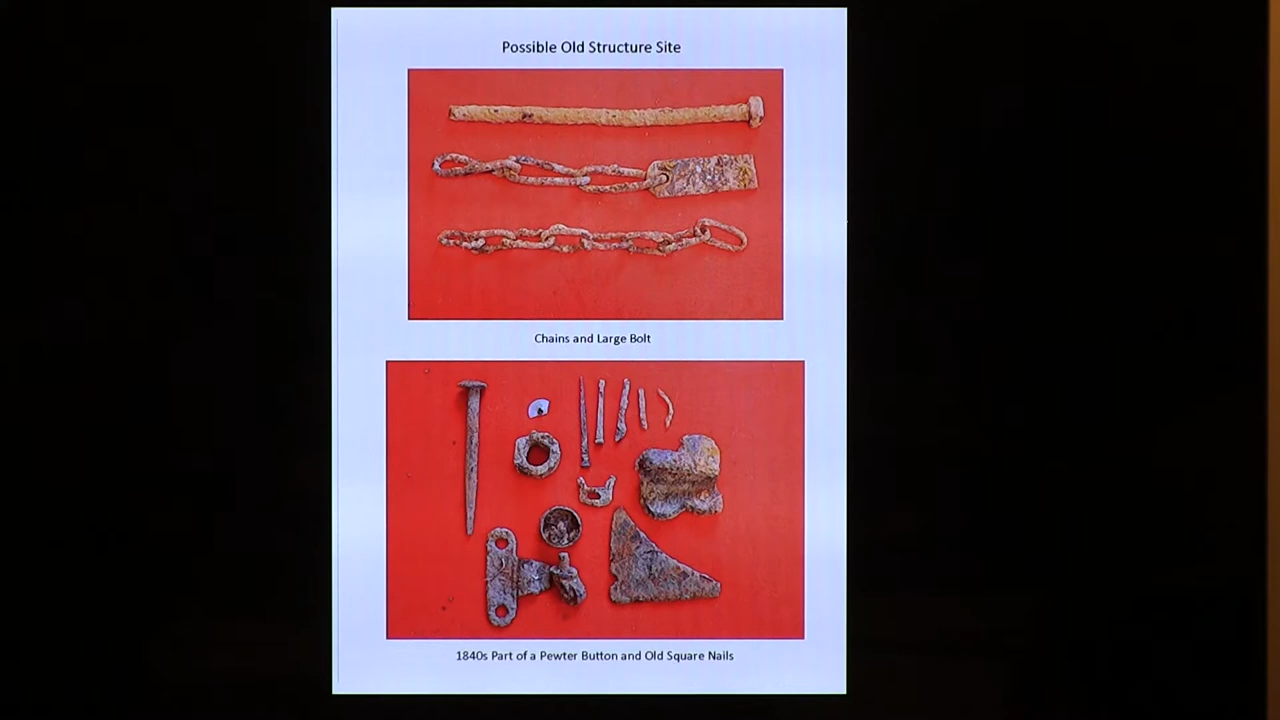 Possible Old Structure Site
Chains and Large Bolt
1840s Part of a Pewter Button and Old Square Nails